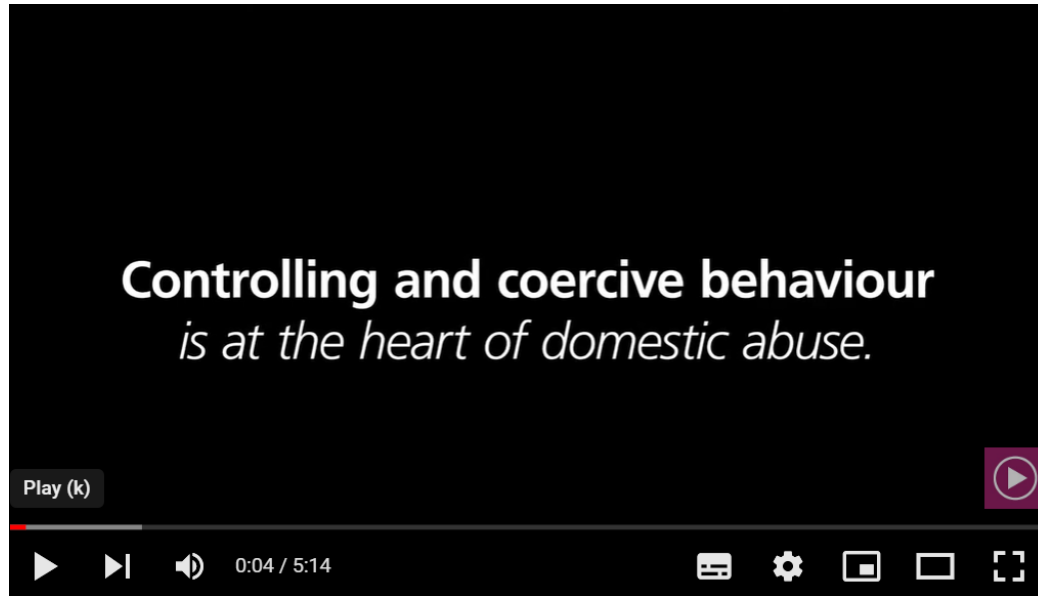 Controlling and coercive behaviour
is at the heart of domestic abuse.
Play (k)
0:04 / 5:14